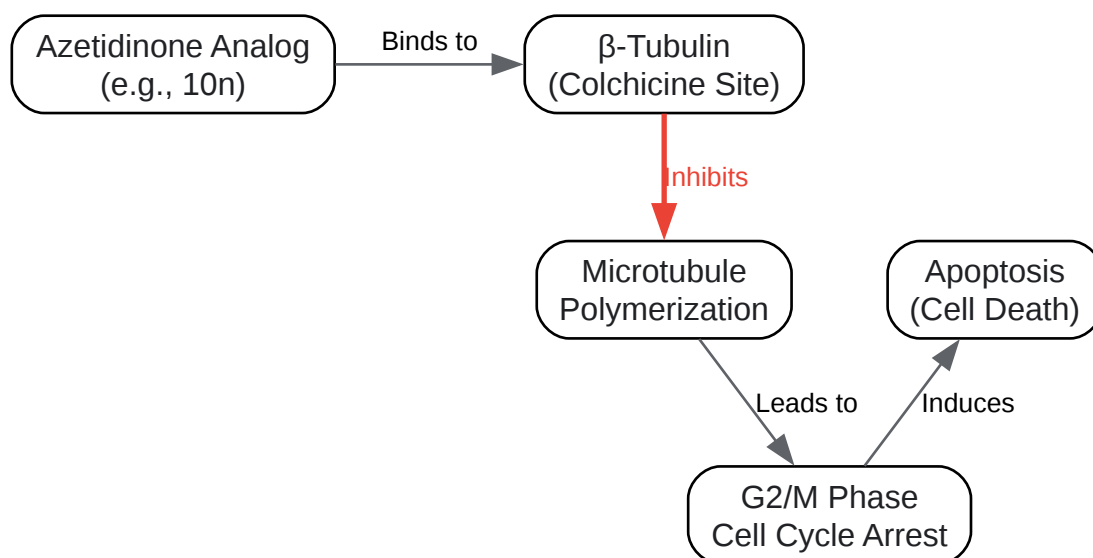 Azetidinone Analog
(e.g., 10n)
Binds to
β-Tubulin
(Colchicine Site)
Inhibits
Microtubule
Polymerization
Apoptosis
(Cell Death)
Leads to
Induces
G2/M Phase
Cell Cycle Arrest